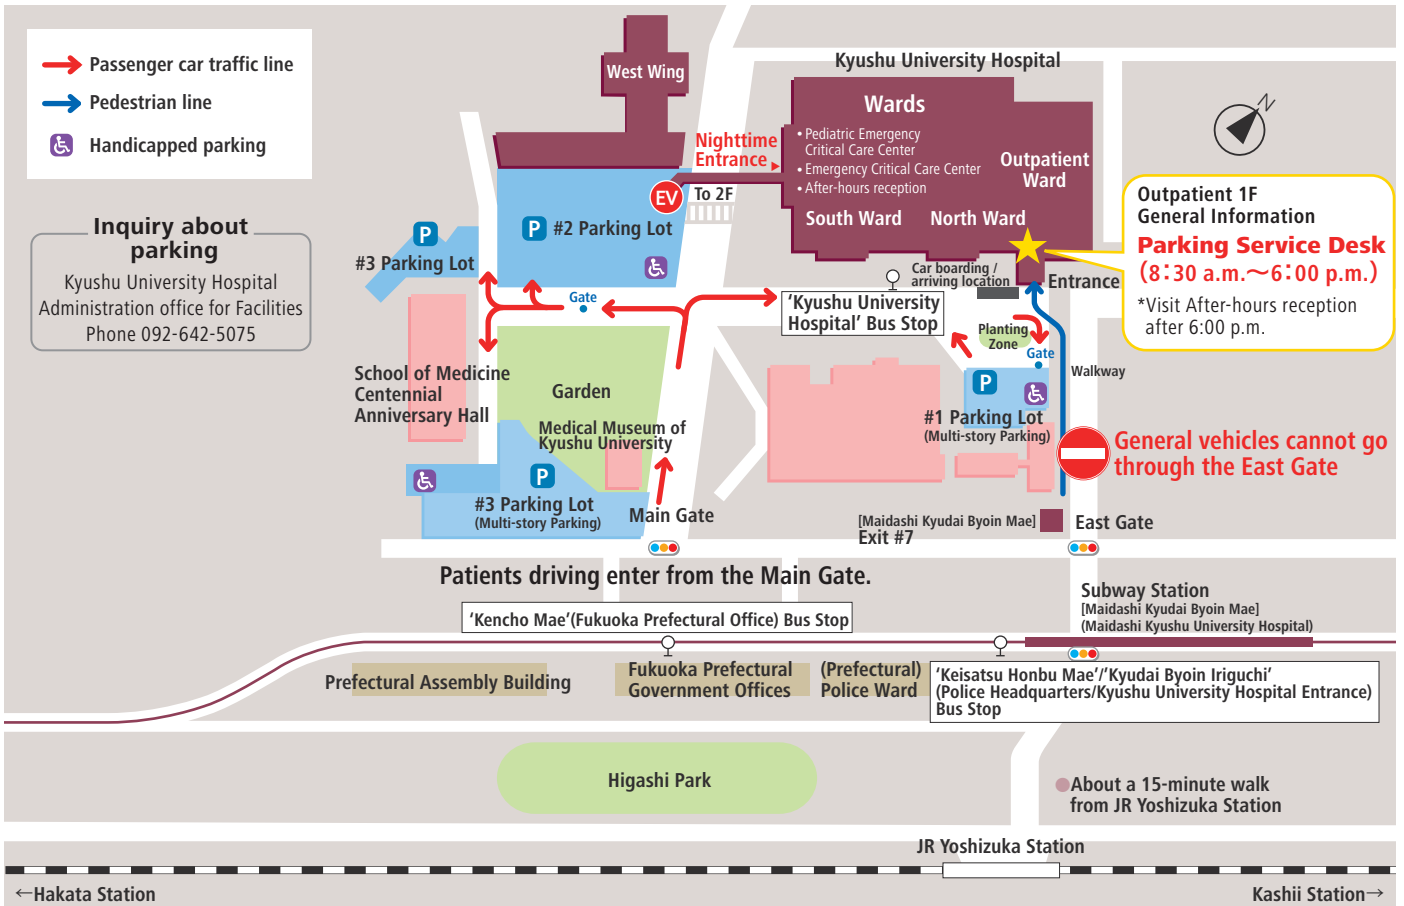 Passenger car traffic line
Pedestrian line
Handicapped parking
Inquiry about
parking
Kyushu University Hospital
Administration office for Facilities
Phone 092-642-5075
West Wing
Kyushu University Hospital
Wards
• Pediatric Emergency
Critical Care Center
• Emergency Critical Care Center
• After-hours reception
Outpatient
Ward
South Ward
North Ward
Nighttime
Entrance
EV
To 2F
N
Outpatient 1F
General Information
Parking Service Desk
(8:30 a.m.〜6:00 p.m.)
*Visit After-hours reception
after 6:00 p.m.
P
#2 Parking Lot
P
#3 Parking Lot
Gate
Car boarding /
arriving location
Entrance
'Kyushu University
Hospital' Bus Stop
Planting
Zone
Gate
Walkway
P
#1 Parking Lot
(Multi-story Parking)
School of Medicine
Centennial
Anniversary Hall
Garden
Medical Museum of
Kyushu University
P
#3 Parking Lot
(Multi-story Parking)
Main Gate
General vehicles cannot go
through the East Gate
[Maidashi Kyudai Byoin Mae]
Exit #7
East Gate
Patients driving enter from the Main Gate.
Subway Station
[Maidashi Kyudai Byoin Mae]
(Maidashi Kyushu University Hospital)
'Kencho Mae'(Fukuoka Prefectural Office) Bus Stop
Prefectural Assembly Building
Fukuoka Prefectural
Government Offices
(Prefectural)
Police Ward
'Keisatsu Honbu Mae'/'Kyudai Byoin Iriguchi'
(Police Headquarters/Kyushu University Hospital Entrance)
Bus Stop
Higashi Park
About a 15-minute walk
from JR Yoshizuka Station
JR Yoshizuka Station
←Hakata Station
Kashii Station→